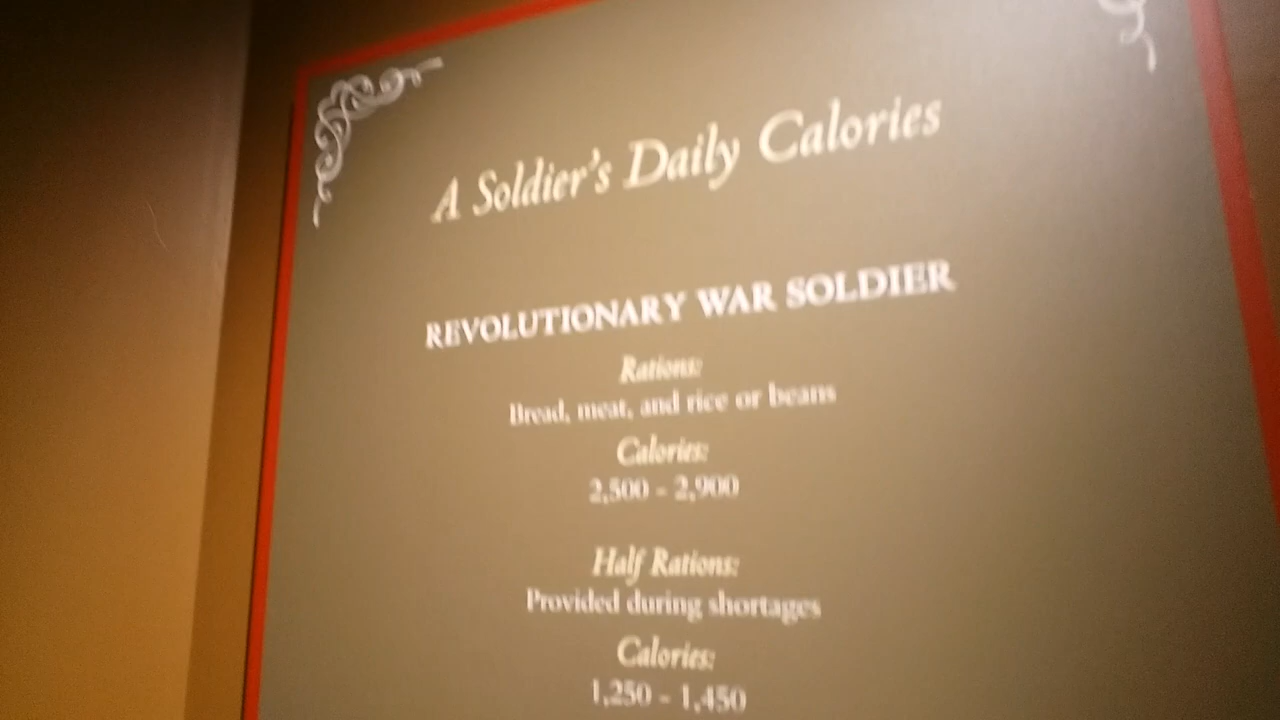 A Soldier's Daily Calories
REVOLUTIONARY WAR SOLDIER
Rations:
Bread, meat, and rice or beans
Calories:
2,500 - 2,900
Half Rations:
Provided during shortages
Calories:
1,250 - 1,450